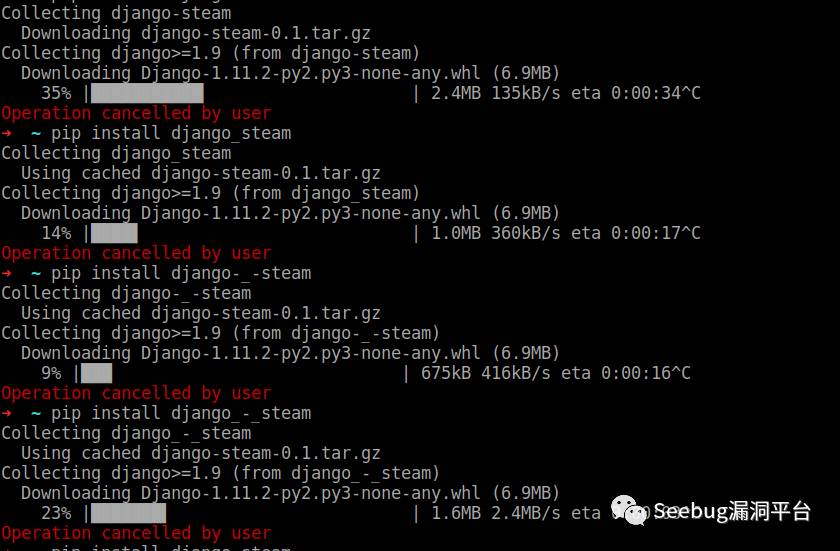 Collecting django-steam
Downloading django-steam-0.1.tar.gz
Collecting django>=1.9 (from django-steam)
Downloading Django-1.11.2-py2.py3-none-any.whl (6.9MB)
35% |███████████ | 2.4MB 135kB/s eta 0:00:34^C
Operation cancelled by user
➜ ~ pip install django_steam
Collecting django_steam
Using cached django-steam-0.1.tar.gz
Collecting django>=1.9 (from django_steam)
Downloading Django-1.11.2-py2.py3-none-any.whl (6.9MB)
14% |████▌ | 1.0MB 360kB/s eta 0:00:17^C
Operation cancelled by user
➜ ~ pip install django-_-steam
Collecting django-_-steam
Using cached django-steam-0.1.tar.gz
Collecting django>=1.9 (from django-_-steam)
Downloading Django-1.11.2-py2.py3-none-any.whl (6.9MB)
9% |███ | 675kB 416kB/s eta 0:00:16^C
Operation cancelled by user
➜ ~ pip install django_-_steam
Collecting django_-_steam
Using cached django-steam-0.1.tar.gz
Collecting django>=1.9 (from django_-_steam)
Downloading Django-1.11.2-py2.py3-none-any.whl (6.9MB)
23% |███████▌ | 1.6MB 2.4MB/s eta
Seebug漏洞平台
Operation cancelled by user
➜ ~ pip install django_steam